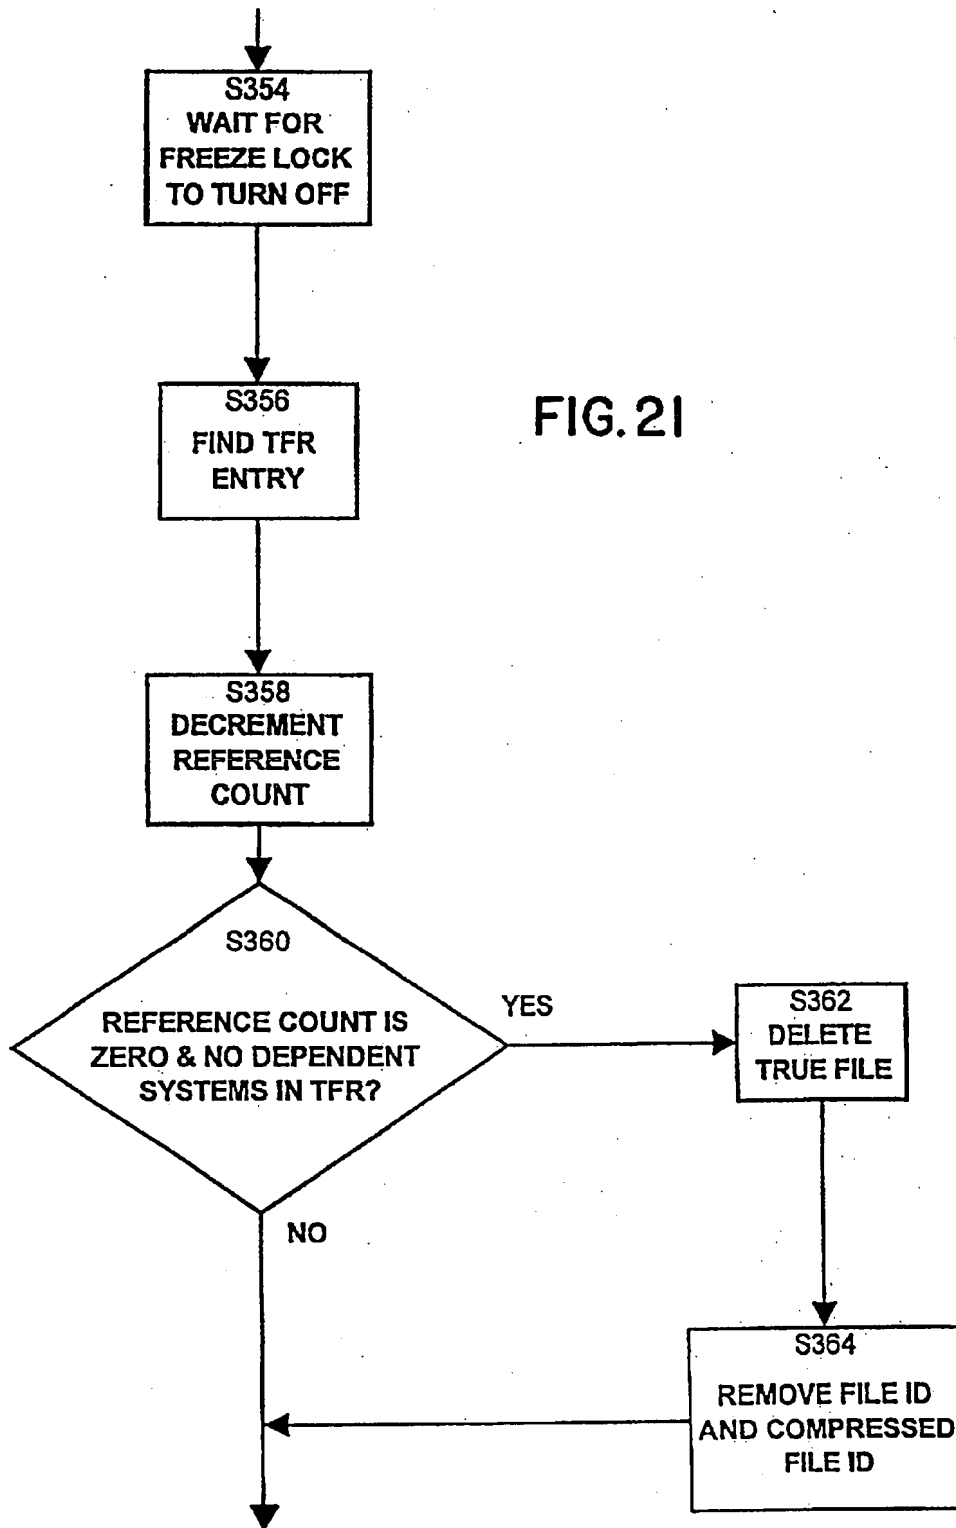 S354
WAIT FOR
FREEZE LOCK
TO TURN OFF
S356
FIND TFR
ENTRY
FIG. 21
S358
DECREMENT
REFERENCE
COUNT
S360
REFERENCE COUNT IS
ZERO & NO DEPENDENT
SYSTEMS IN TFR?
YES
S362
DELETE
TRUE FILE
NO
S364
REMOVE FILE ID
AND COMPRESSED
FILE ID